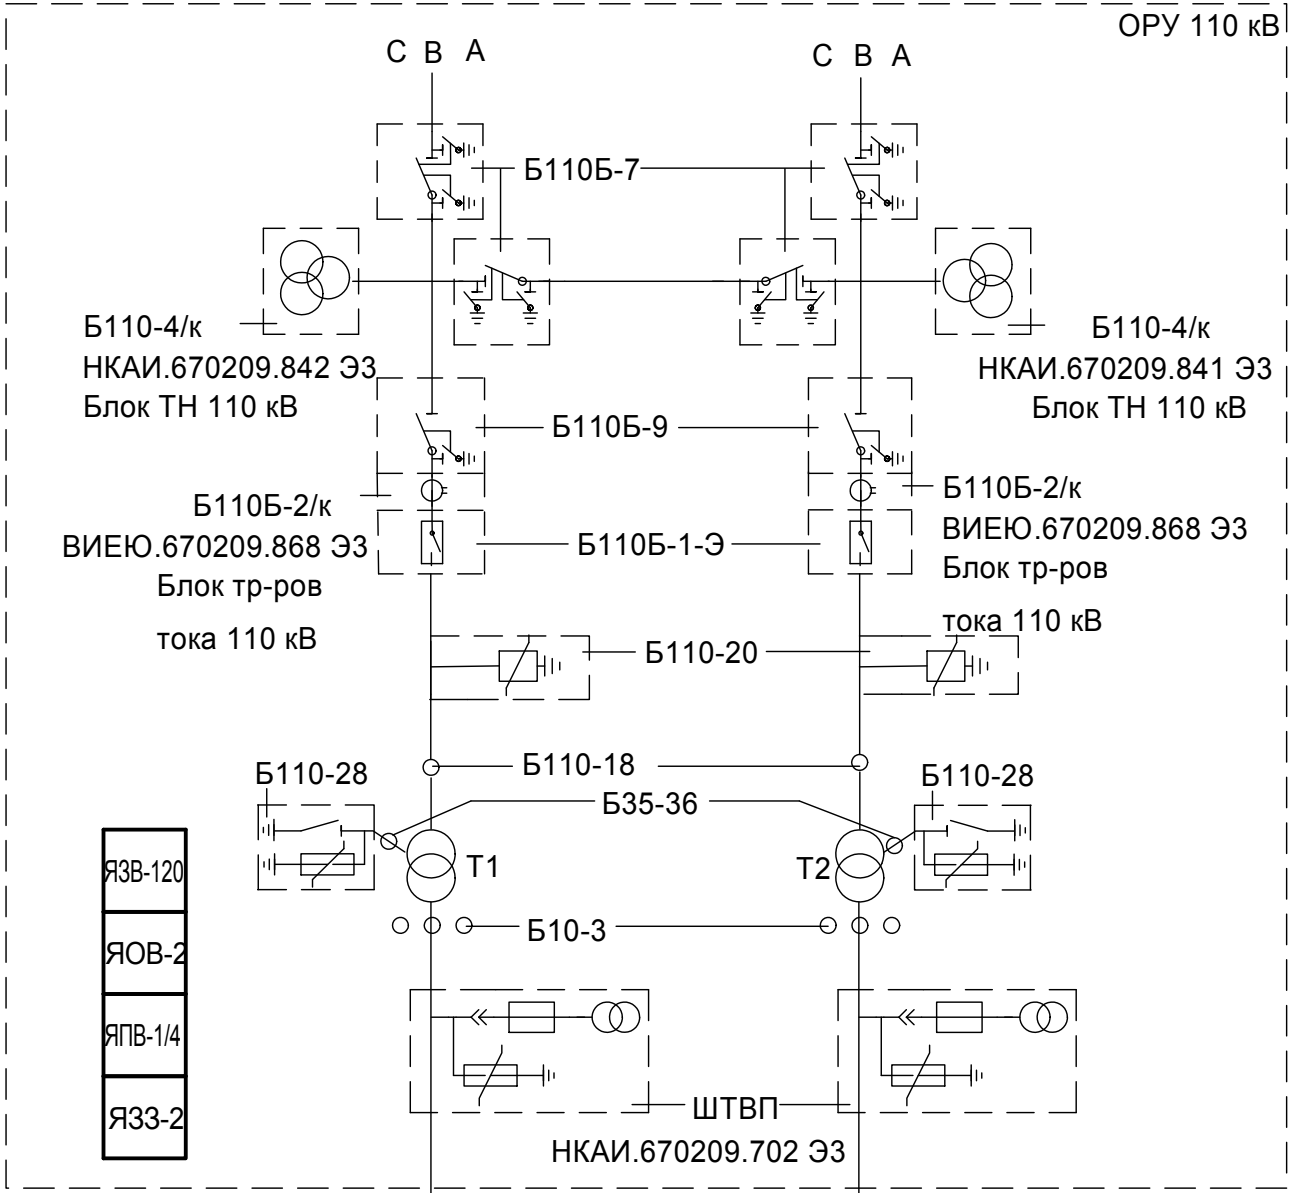 ОРУ 110 кВ
С В А
С В А
Б110Б-7
Б110-4/к
НКАИ.670209.842 Э3
Блок ТН 110 кВ
Б110-4/к
НКАИ.670209.841 Э3
Блок ТН 110 кВ
Б110Б-9
Б110Б-2/к
ВИЕЮ.670209.868 Э3
Блок тр-ров
тока 110 кВ
Б110Б-2/к
ВИЕЮ.670209.868 Э3
Блок тр-ров
тока 110 кВ
Б110Б-1-Э
Б110-20
Б110-18
Б110-28
Б35-36
Б110-28
Т1
Т2
Б10-3
ЯЗВ-120
ЯОВ-2
ЯПВ-1/4
ЯЗЗ-2
ШТВП
НКАИ.670209.702 Э3